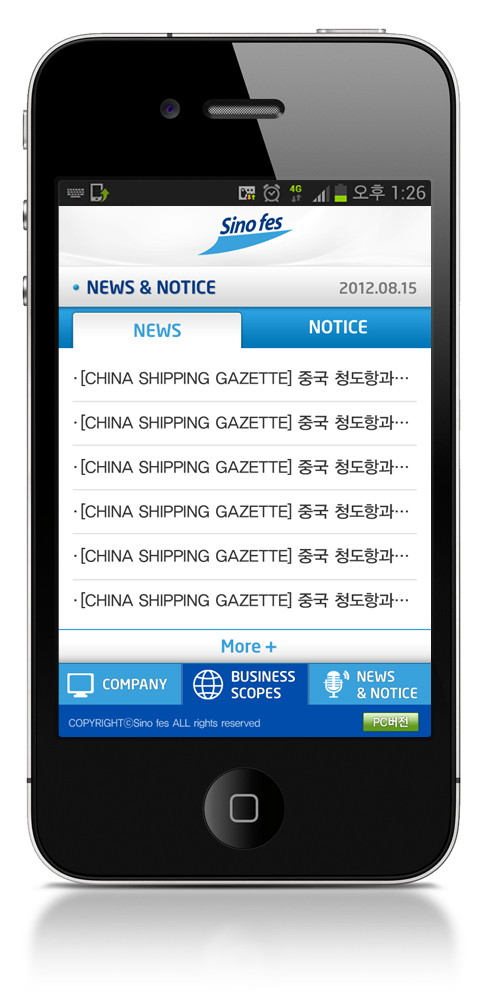 4G 오후 1:26
Sino fes
NEWS & NOTICE 2012.08.15
NEWS NOTICE
·[CHINA SHIPPING GAZETTE] 중국 청도항과…
·[CHINA SHIPPING GAZETTE] 중국 청도항과…
·[CHINA SHIPPING GAZETTE] 중국 청도항과…
·[CHINA SHIPPING GAZETTE] 중국 청도항과…
·[CHINA SHIPPING GAZETTE] 중국 청도항과…
·[CHINA SHIPPING GAZETTE] 중국 청도항과…
More +
COMPANY
BUSINESS
SCOPES
NEWS
& NOTICE
COPYRIGHTⓒSino fes ALL rights reserved
PC버전